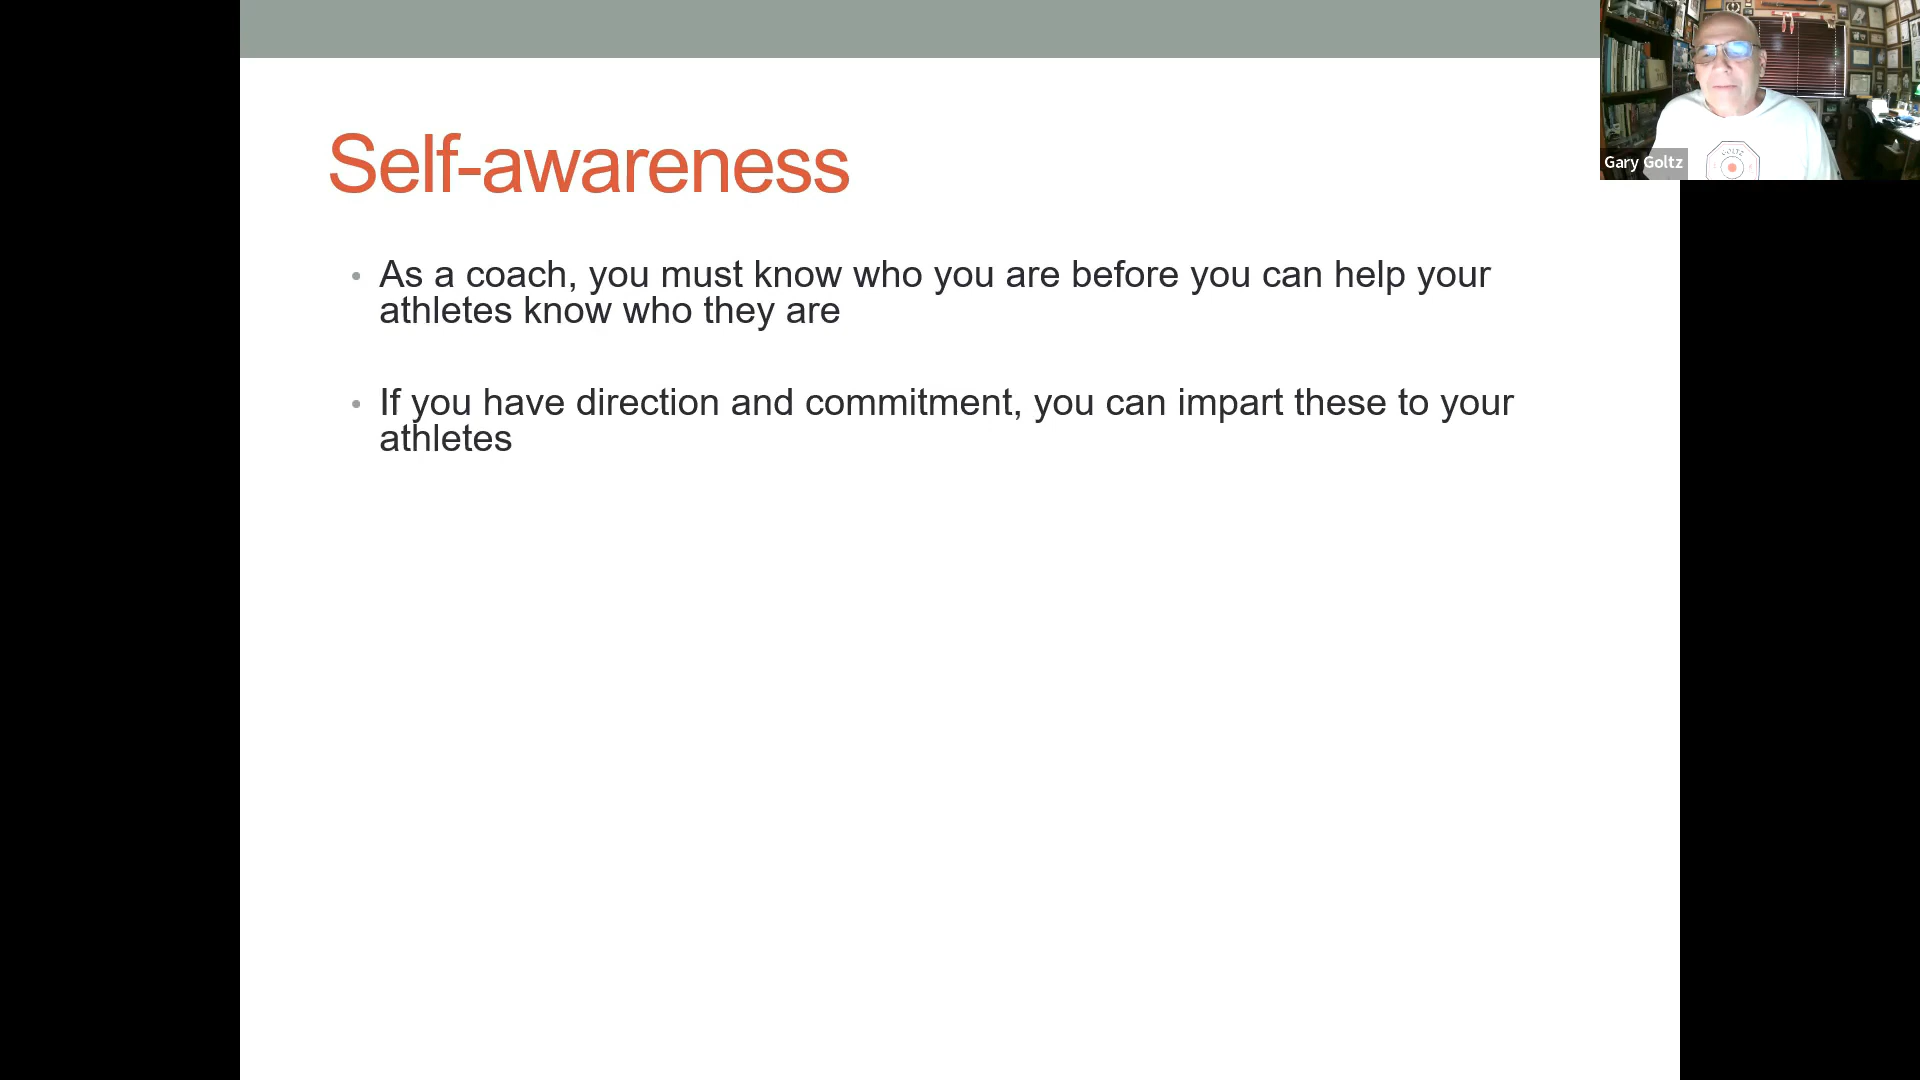 Self-awareness
• As a coach, you must know who you are before you can help your
athletes know who they are
• If you have direction and commitment, you can impart these to your
athletes
Gary Goltz
GOLTZ